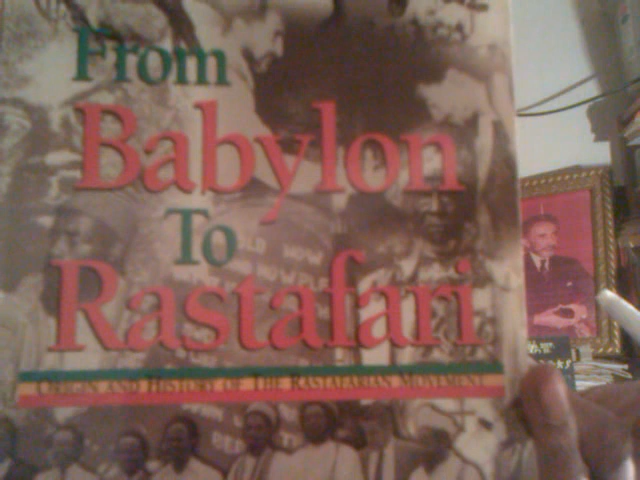 From
Babylon
To
Rastafari
ORIGIN AND HISTORY OF THE RASTAFARIAN MOVEMENT